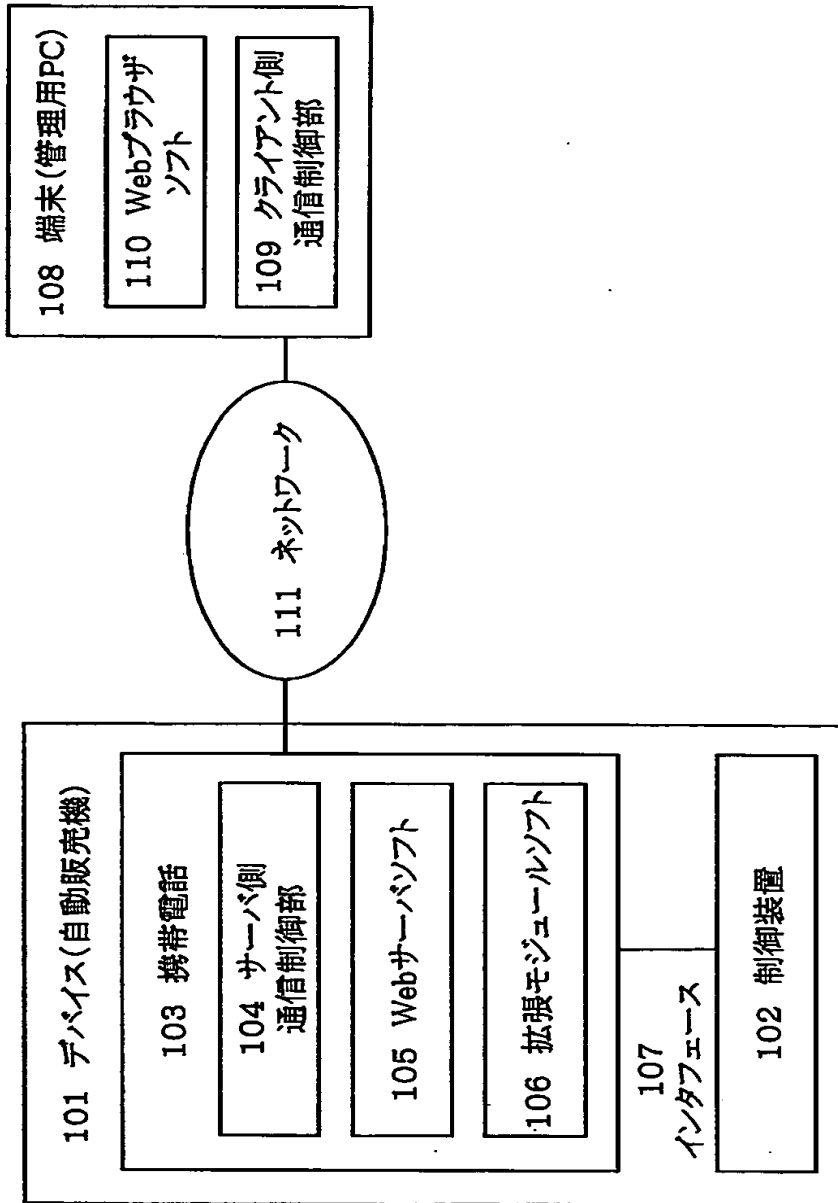 101 デバイス(自動販売機)
103 携帯電話
104 サーバ側
通信制御部
105 Webサーバソフト
106 拡張モジュールソフト
107
インタフェース
102 制御装置
111 ネットワーク
108 端末(管理用PC)
110 Webブラウザ
ソフト
109 クライアント側
通信制御部